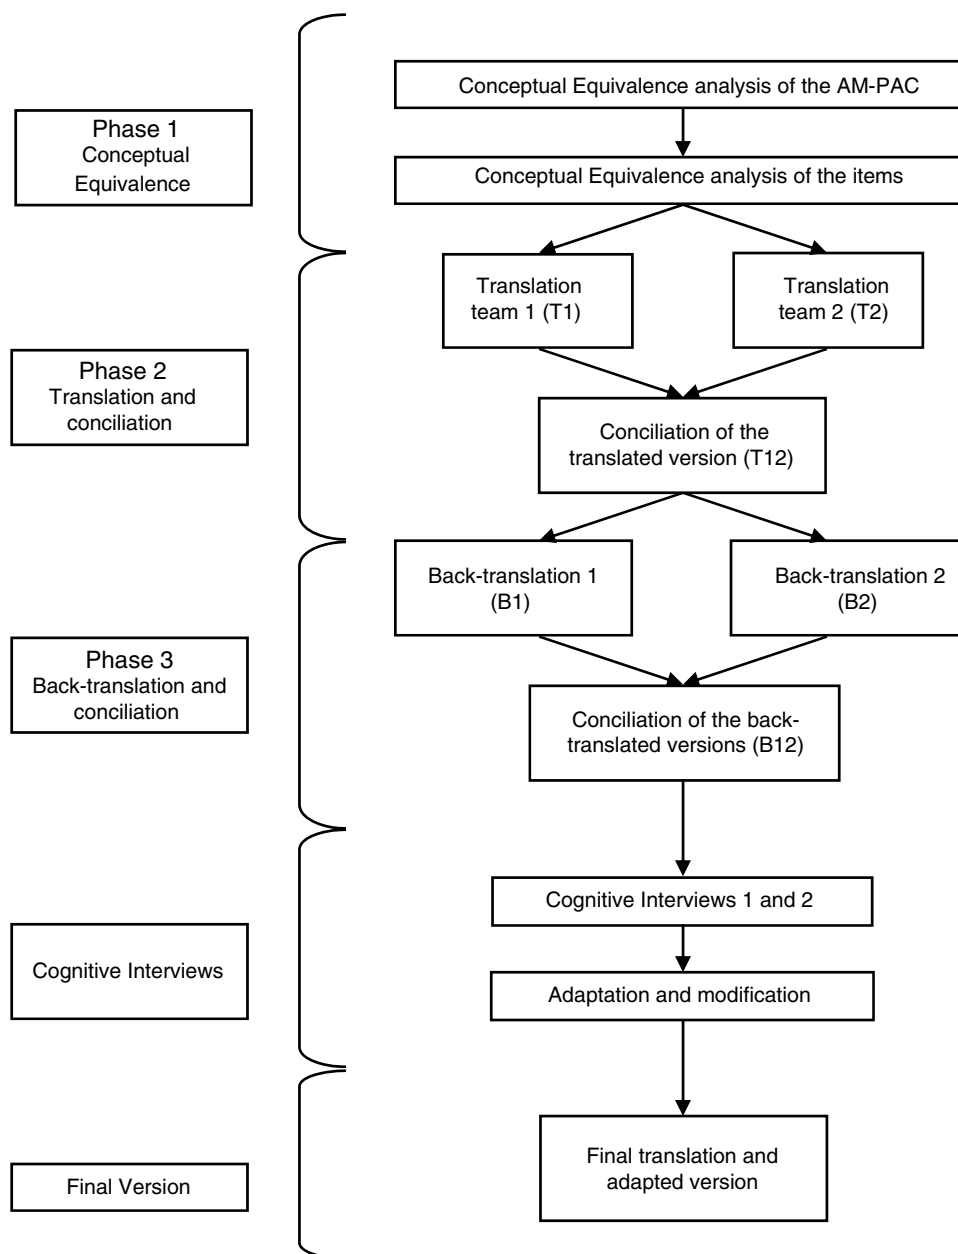 Conceptual Equivalence analysis of the AM-PAC
Phase 1
Conceptual
Equivalence
Conceptual Equivalence analysis of the items
Translation
team 1 (T1)
Translation
team 2 (T2)
Phase 2
Translation and
conciliation
Conciliation of the
translated version (T12)
Back-translation 1
(B1)
Back-translation 2
(B2)
Phase 3
Back-translation and
conciliation
Conciliation of the back-
translated versions (B12)
Cognitive Interviews 1 and 2
Cognitive Interviews
Adaptation and modification
Final translation and
adapted version
Final Version